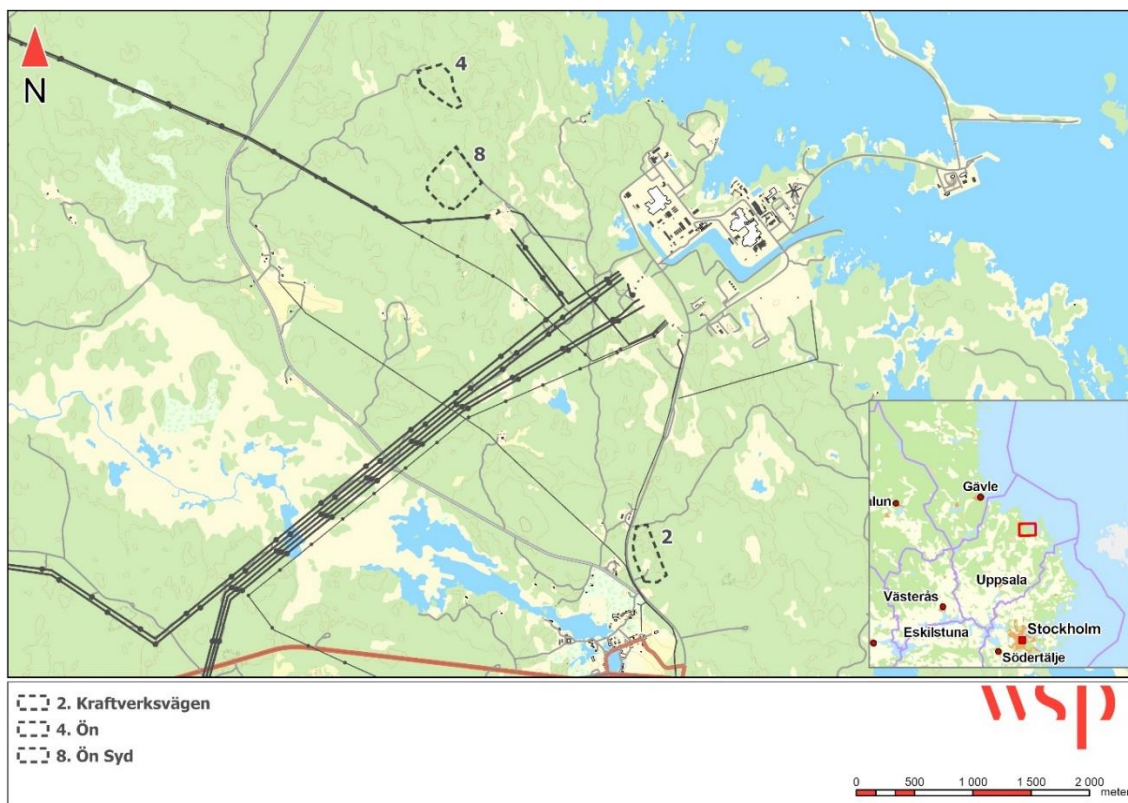 N
4
8
2
Gävle
alun
Uppsala
Västerås
Eskilstuna
Stockholm
Södertälje
2. Kraftverksvägen
4. Ön
8. Ön Syd
wsp
0 500 1 000 1 500 2 000
meter